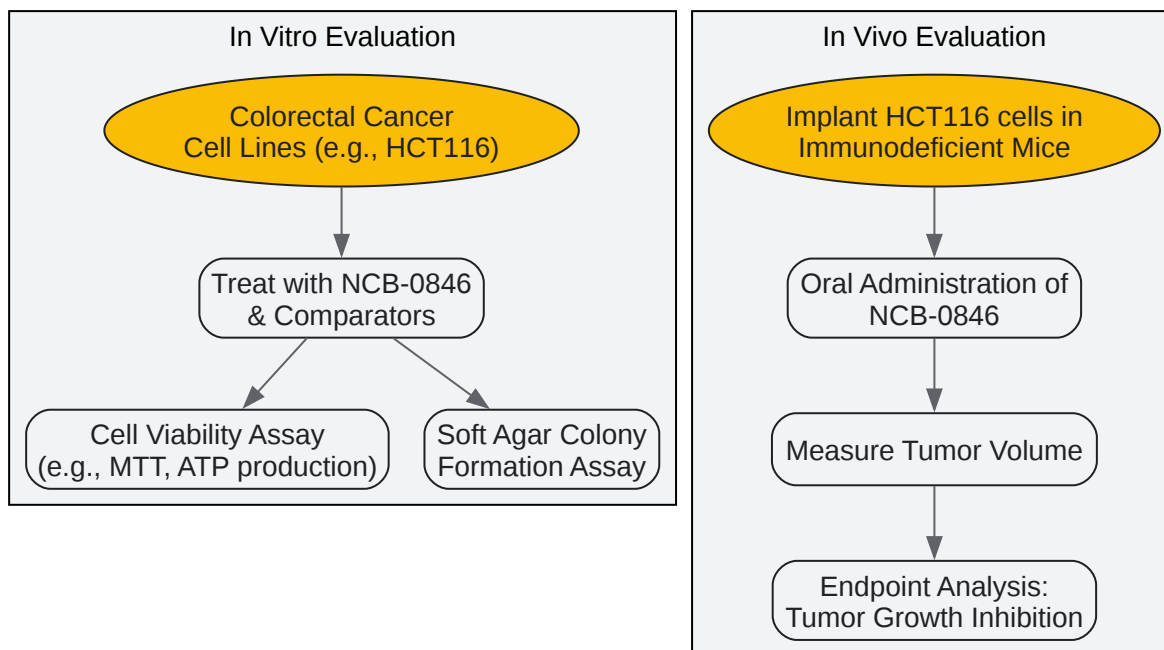 In Vitro Evaluation
Colorectal Cancer
Cell Lines (e.g., HCT116)
Treat with NCB-0846
& Comparators
Cell Viability Assay
(e.g., MTT, ATP production)
Soft Agar Colony
Formation Assay
In Vivo Evaluation
Implant HCT116 cells in
Immunodeficient Mice
Oral Administration of
NCB-0846
Measure Tumor Volume
Endpoint Analysis:
Tumor Growth Inhibition